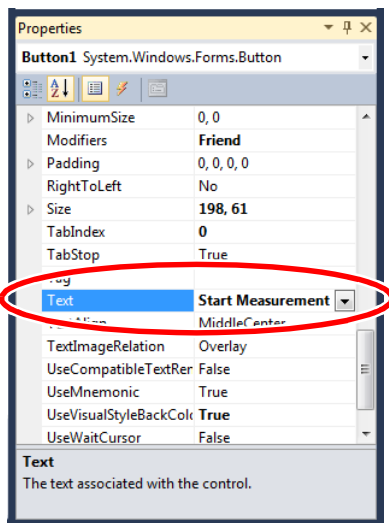 Properties
Button1 System.Windows.Forms.Button
MinimumSize 0, 0
Modifiers Friend
Padding 0, 0, 0, 0
RightToLeft No
Size 198, 61
TabIndex 0
TabStop True
Tag
Text Start Measurement
TextAlign MiddleCenter
TextImageRelation Overlay
UseCompatibleTextRer False
UseMnemonic True
UseVisualStyleBackColo True
UseWaitCursor False
Text
The text associated with the control.